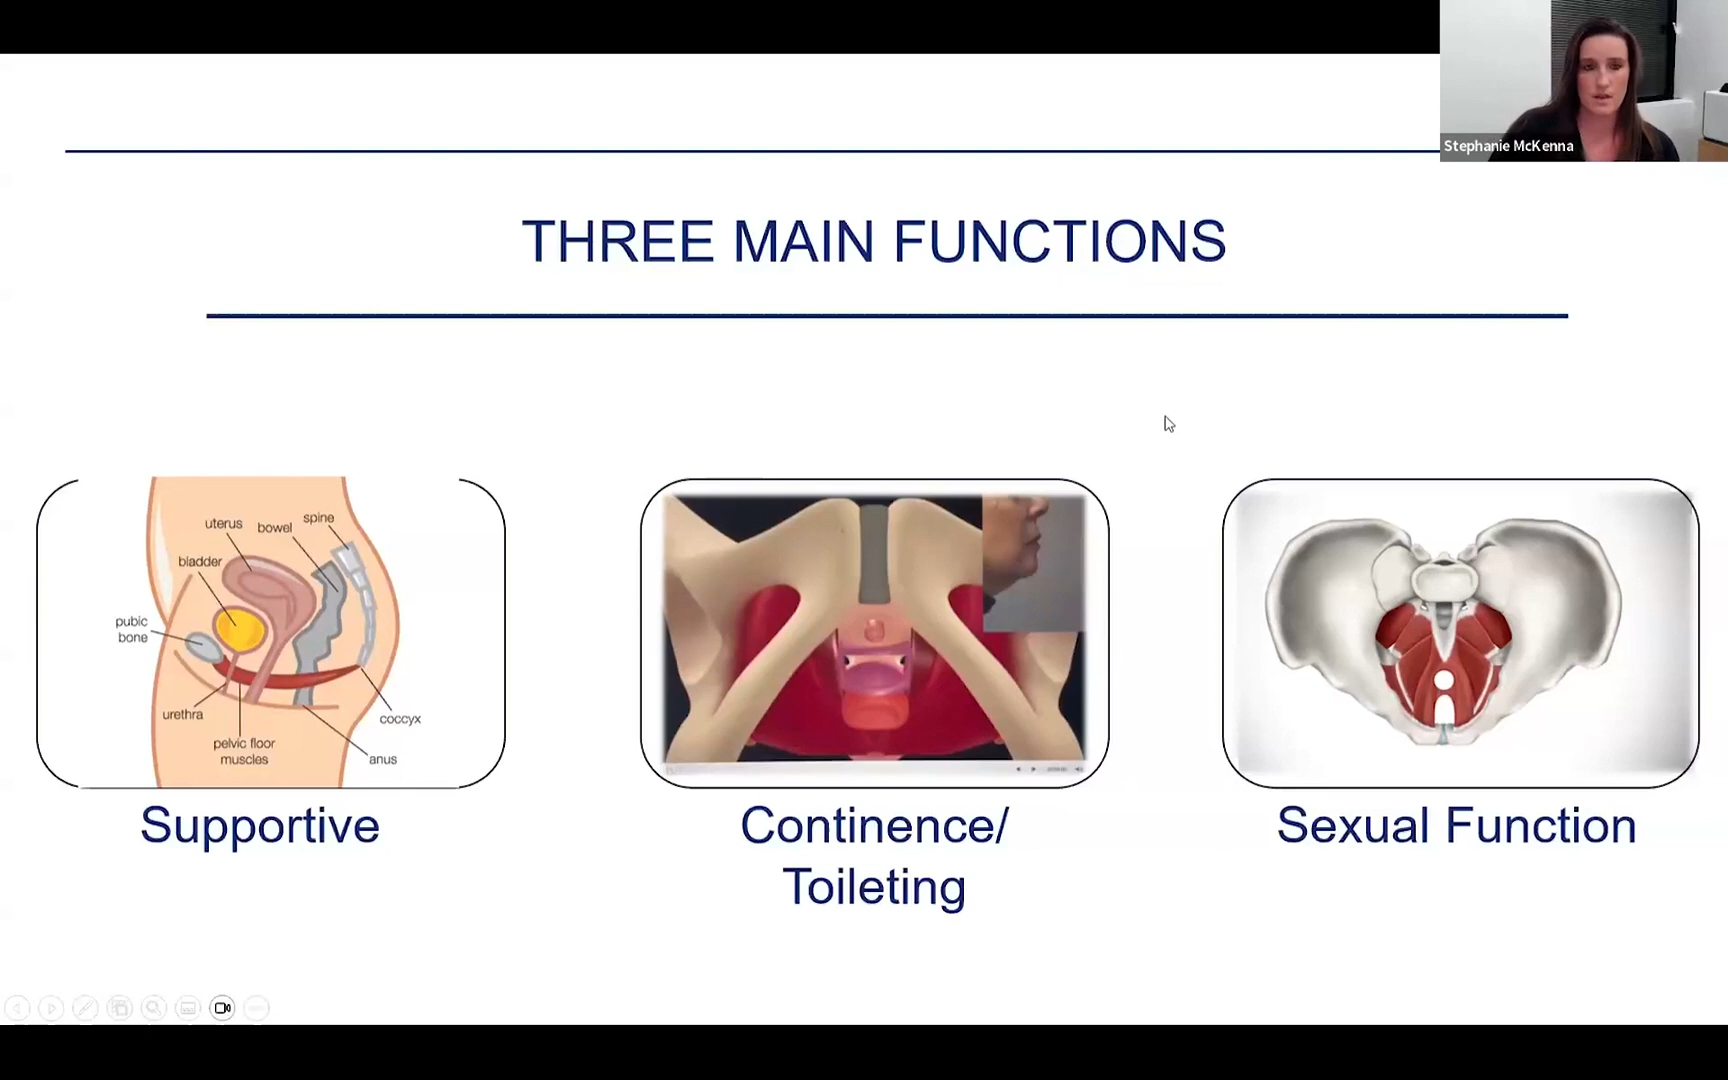 Stephanie McKenna
THREE MAIN FUNCTIONS
uterus
bowel
spine
bladder
pubic
bone
urethra
coccyx
pelvic floor
muscles
anus
Supportive
Continence/
Toileting
Sexual Function